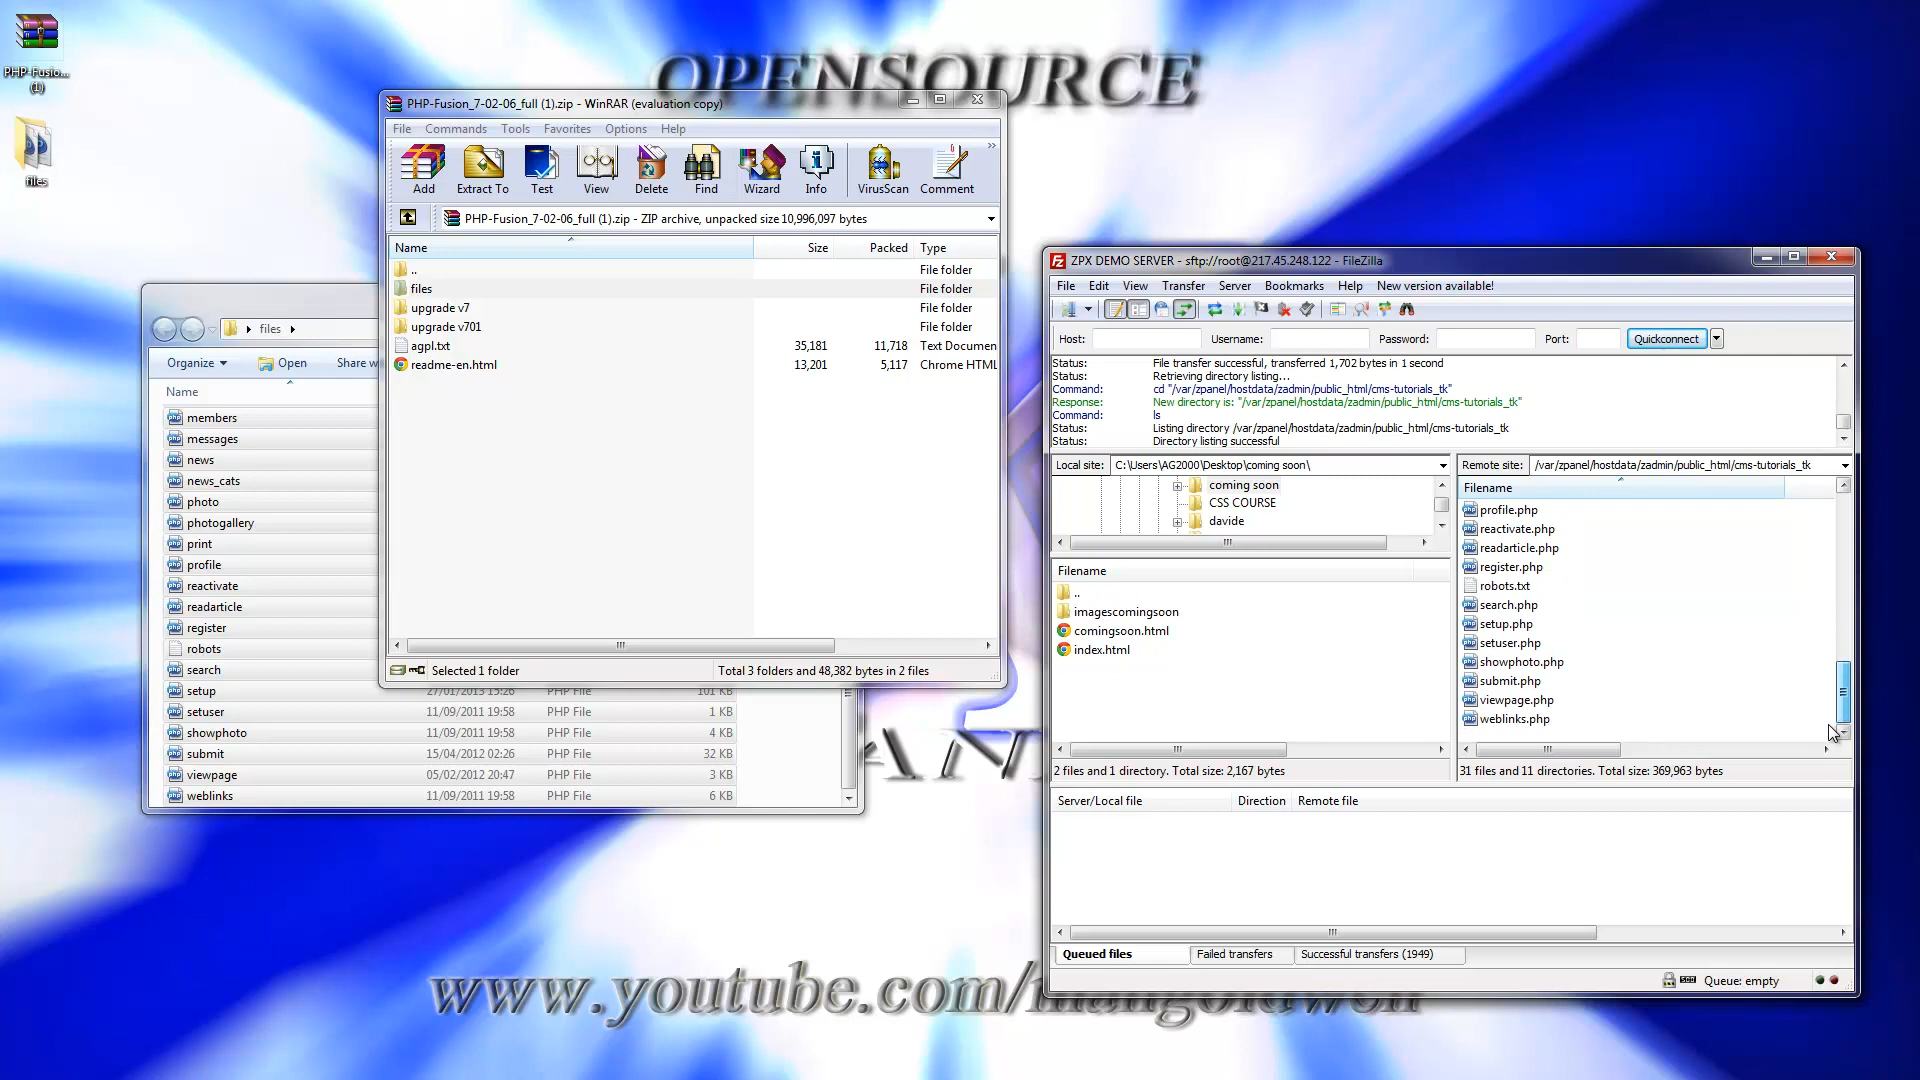 OPENSOURCE
PHP-Fusio...
(1)
files
PHP-Fusion_7-02-06_full (1).zip - WinRAR (evaluation copy)
File Commands Tools Favorites Options Help
Add Extract To Test View Delete Find Wizard Info VirusScan Comment
PHP-Fusion_7-02-06_full (1).zip - ZIP archive, unpacked size 10,996,097 bytes
Name Size Packed Type
.. File folder
files File folder
upgrade v7 File folder
upgrade v701 File folder
agpl.txt 35,181 11,718 Text Documen
readme-en.html 13,201 5,117 Chrome HTML
Selected 1 folder Total 3 folders and 48,382 bytes in 2 files
files
Organize Open Share w
Name
members
messages
news
news_cats
photo
photogallery
print
profile
reactivate
readarticle
register
robots
search
setup 27/01/2013 15:26 PHP File 101 KB
setuser 11/09/2011 19:58 PHP File 1 KB
showphoto 11/09/2011 19:58 PHP File 4 KB
submit 15/04/2012 02:26 PHP File 32 KB
viewpage 05/02/2012 20:47 PHP File 3 KB
weblinks 11/09/2011 19:58 PHP File 6 KB
ZPX DEMO SERVER - sftp://root@217.45.248.122 - FileZilla
File Edit View Transfer Server Bookmarks Help New version available!
Host: Username: Password: Port: Quickconnect
Status: File transfer successful, transferred 1,702 bytes in 1 second
Status: Retrieving directory listing...
Command: cd "/var/zpanel/hostdata/zadmin/public_html/cms-tutorials_tk"
Response: New directory is: "/var/zpanel/hostdata/zadmin/public_html/cms-tutorials_tk"
Command: ls
Status: Listing directory /var/zpanel/hostdata/zadmin/public_html/cms-tutorials_tk
Status: Directory listing successful
Local site: C:\Users\AG2000\Desktop\coming soon\
coming soon
CSS COURSE
davide
Filename
..
imagescomingsoon
comingsoon.html
index.html
2 files and 1 directory. Total size: 2,167 bytes
Remote site: /var/zpanel/hostdata/zadmin/public_html/cms-tutorials_tk
Filename
profile.php
reactivate.php
readarticle.php
register.php
robots.txt
search.php
setup.php
setuser.php
showphoto.php
submit.php
viewpage.php
weblinks.php
31 files and 11 directories. Total size: 369,963 bytes
Server/Local file Direction Remote file
Queued files Failed transfers Successful transfers (1949)
Queue: empty
www.youtube.com/